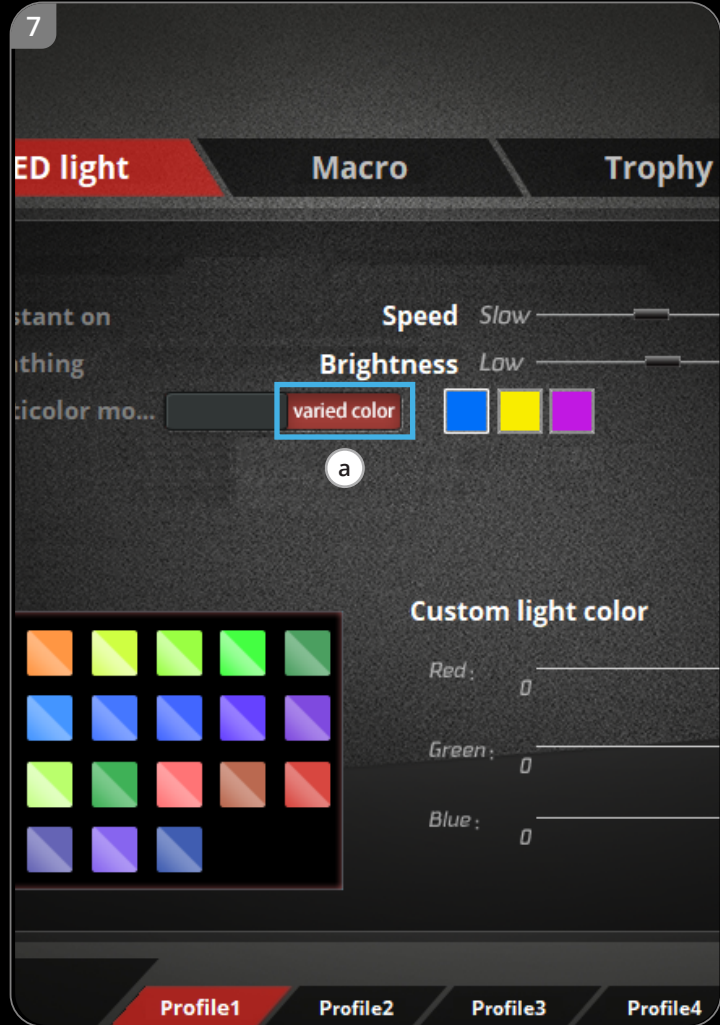 7
ED light Macro Trophy
stant on Speed Slow
thing Brightness Low
ticolor mo... varied color
a
Custom light color
Red: 0
Green: 0
Blue: 0
Profile1 Profile2 Profile3 Profile4